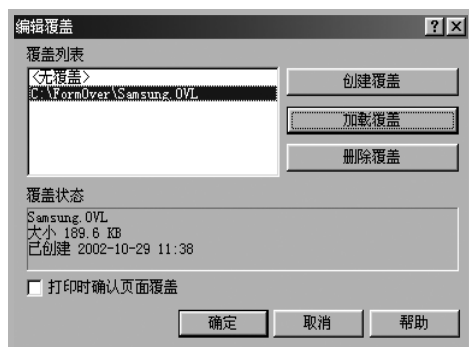 编辑覆盖
覆盖列表
<无覆盖>
C:\FormOver\Samsung.OVL
创建覆盖
加载覆盖
删除覆盖
覆盖状态
Samsung.OVL
大小 189.6 KB
已创建 2002-10-29 11:38
打印时确认页面覆盖
确定 取消 帮助